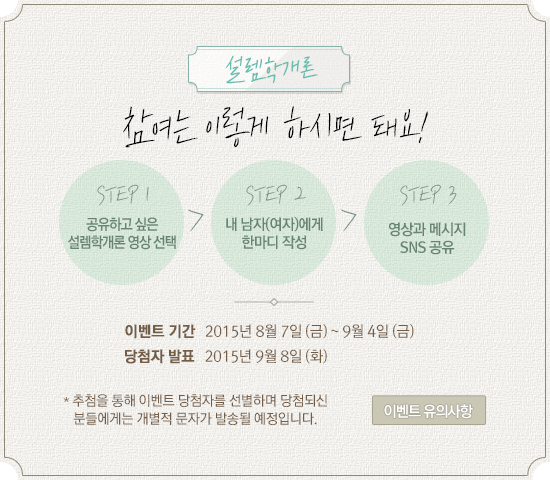 설렘학개론
참여는 이렇게 하시면 돼요!
STEP 1
공유하고 싶은
설렘학개론 영상 선택
>
STEP 2
내 남자(여자)에게
한마디 작성
>
STEP 3
영상과 메시지
SNS 공유
이벤트 기간 2015년 8월 7일 (금) ~ 9월 4일 (금)
당첨자 발표 2015년 9월 8일 (화)
* 추첨을 통해 이벤트 당첨자를 선별하며 당첨되신
분들에게는 개별적 문자가 발송될 예정입니다.
이벤트 유의사항